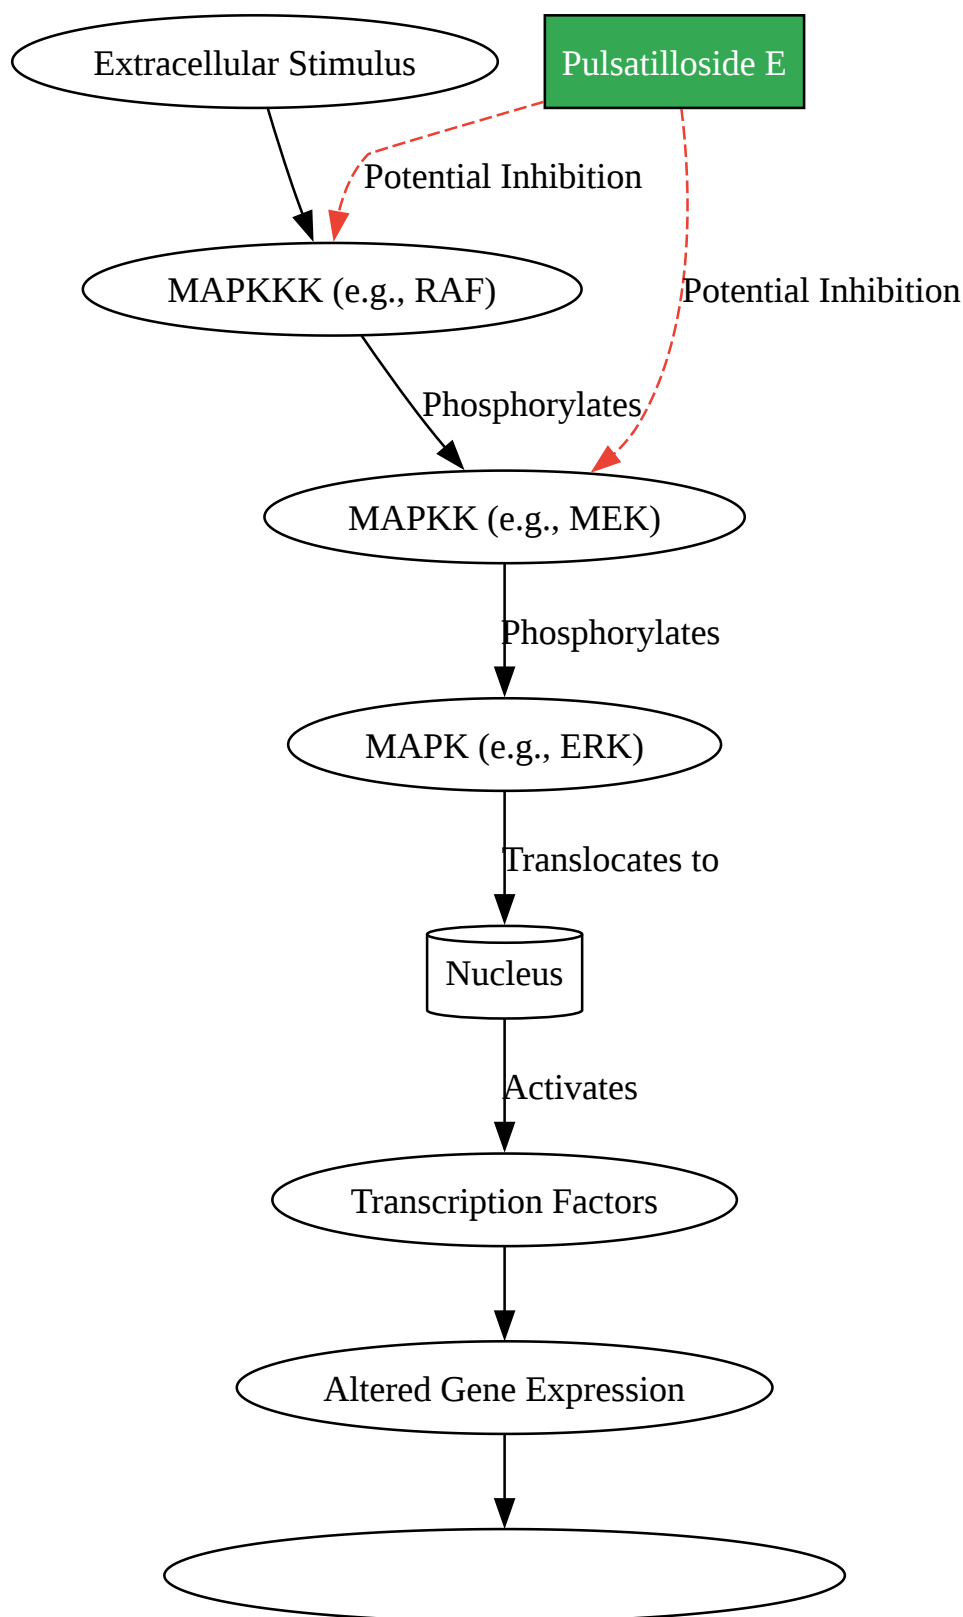 Extracellular Stimulus
Pulsatilloside E
Potential Inhibition
MAPKKK (e.g., RAF)
Potential Inhibition
Phosphorylates
MAPKK (e.g., MEK)
Phosphorylates
MAPK (e.g., ERK)
Translocates to
Nucleus
Activates
Transcription Factors
Altered Gene Expression